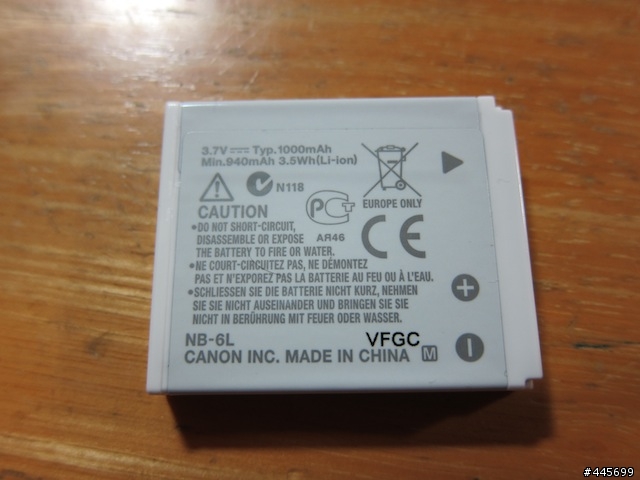 3.7V Typ.1000mAh
Min.940mAh 3.5Wh(Li-ion)
N118
EUROPE ONLY
CAUTION
PCT
AR46
CE
•DO NOT SHORT-CIRCUIT,
DISASSEMBLE OR EXPOSE
THE BATTERY TO FIRE OR WATER.
•NE COURT-CIRCUITEZ PAS, NE DÉMONTEZ
PAS ET N'EXPOREZ PAS LA BATTERIE AU FEU OU À L'EAU.
•SCHLIESSEN SIE DIE BATTERIE NICHT KURZ, NEHMEN
SIE SIE NICHT AUSEINANDER UND BRINGEN SIE SIE
NICHT IN BERÜHRUNG MIT FEUER ODER WASSER.
NB-6L VFGC
CANON INC. MADE IN CHINA M
#445699